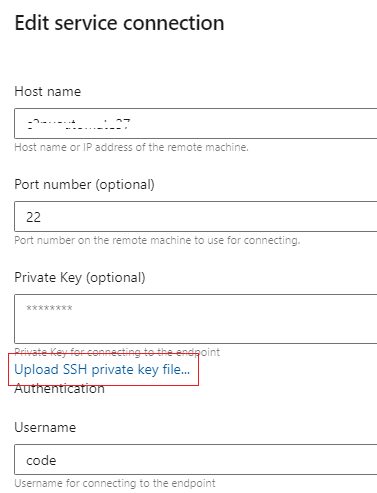 Edit service connection
Host name
Host name or IP address of the remote machine.
Port number (optional)
22
Port number on the remote machine to use for connecting.
Private Key (optional)
********
Private Key for connecting to the endpoint
Upload SSH private key file...
Authentication
Username
code
Username for connecting to the endpoint